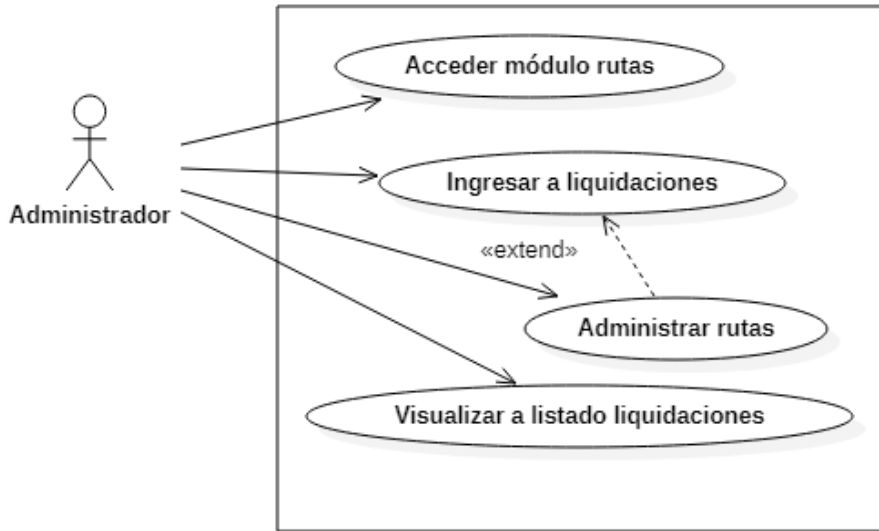 Acceder módulo rutas
Ingresar a liquidaciones
Administrador
«extend»
Administrar rutas
Visualizar a listado liquidaciones